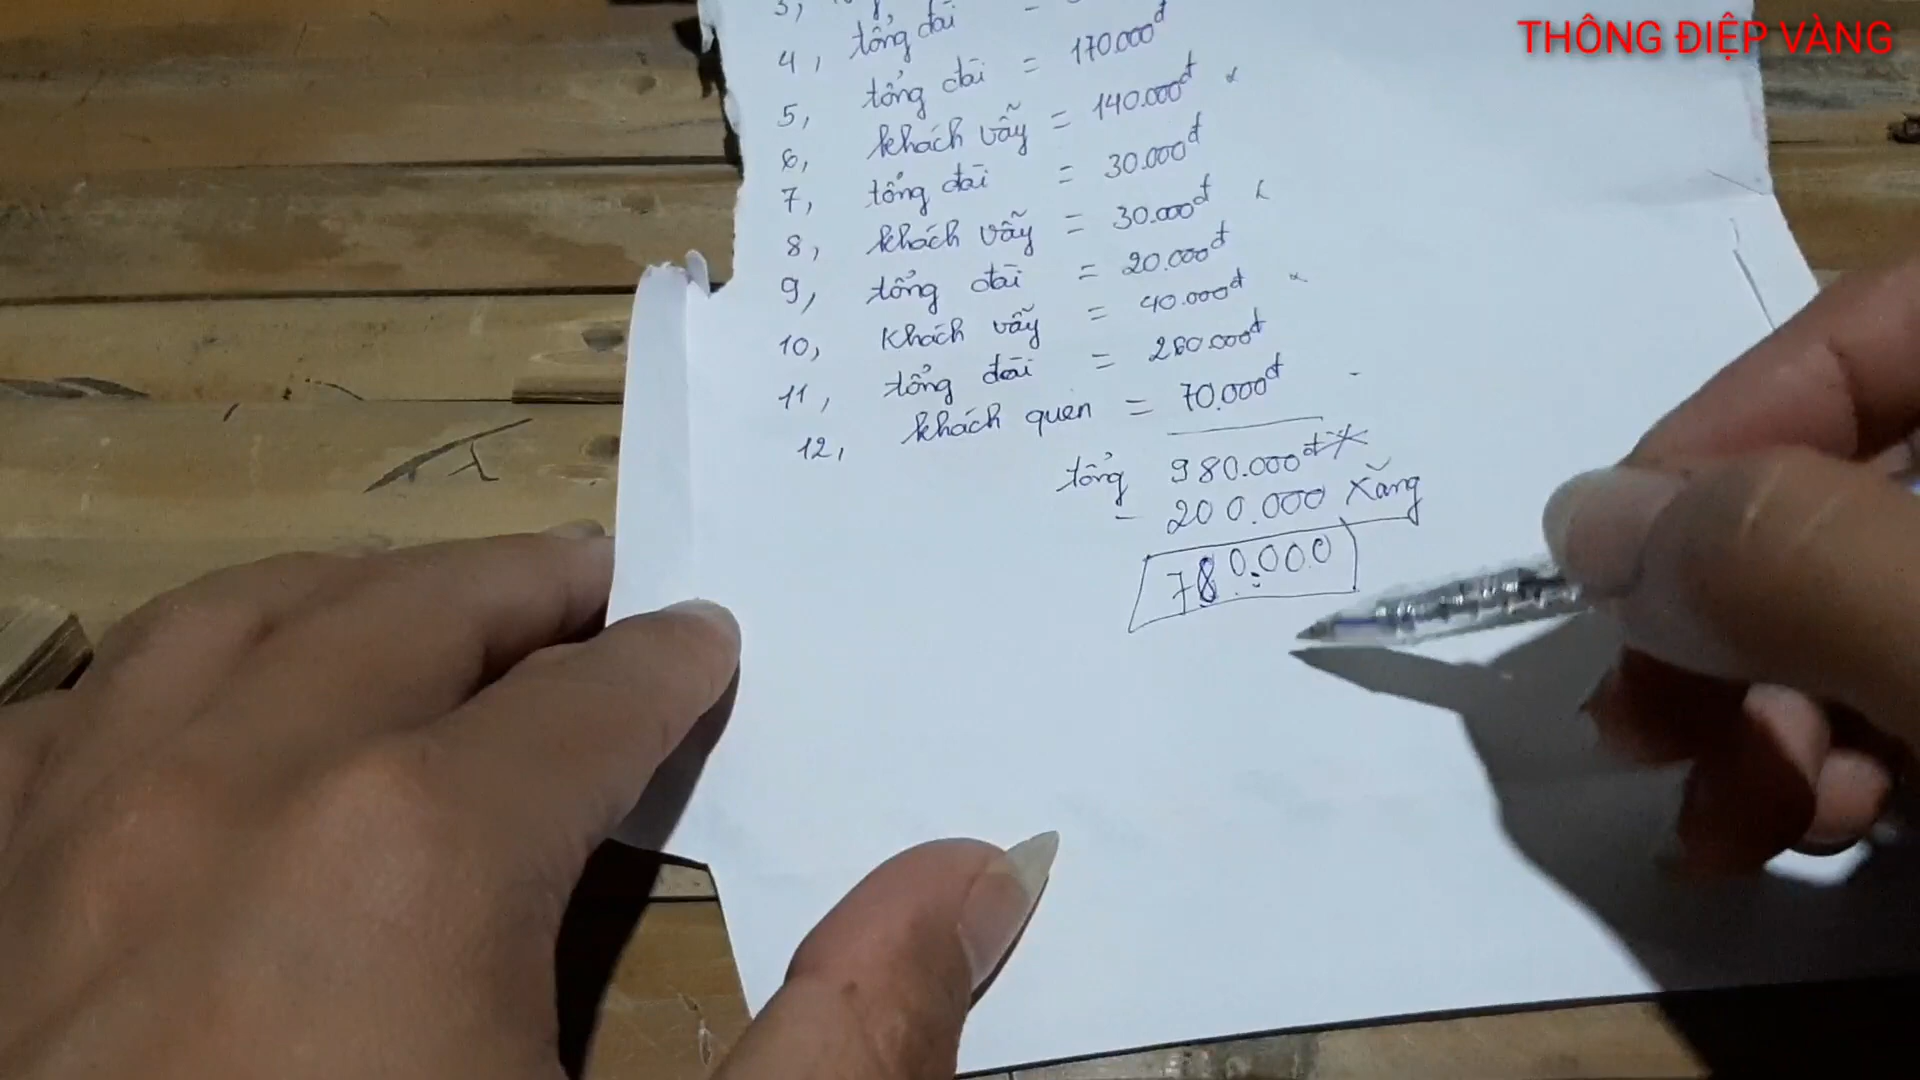 THÔNG ĐIỆP VÀNG
3,
4, tổng đài =
5, tổng đài = 170.000đ
6, khách vẫy = 140.000đ x
7, tổng đài = 30.000đ
8, khách vẫy = 30.000đ x
9, tổng đài = 20.000đ
10, Khách vẫy = 40.000đ x
11, tổng đài = 280.000đ
12, khách quen = 70.000đ
tổng 980.000đ
- 200.000 Xăng
780.000